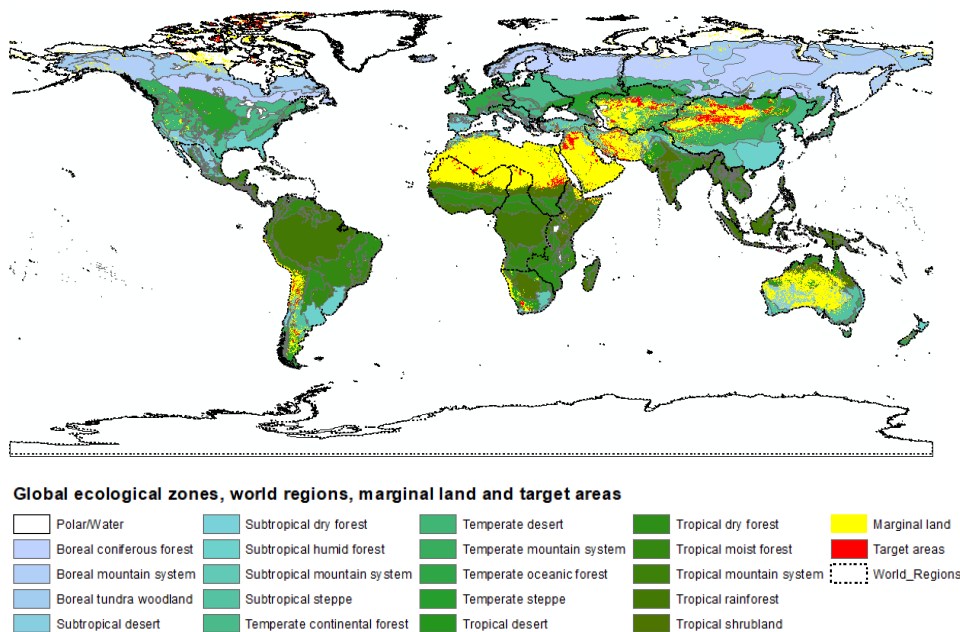 Global ecological zones, world regions, marginal land and target areas
Polar/Water
Boreal coniferous forest
Boreal mountain system
Boreal tundra woodland
Subtropical desert
Subtropical dry forest
Subtropical humid forest
Subtropical mountain system
Subtropical steppe
Temperate continental forest
Temperate desert
Temperate mountain system
Temperate oceanic forest
Temperate steppe
Tropical desert
Tropical dry forest
Tropical moist forest
Tropical mountain system
Tropical rainforest
Tropical shrubland
Marginal land
Target areas
World_Regions